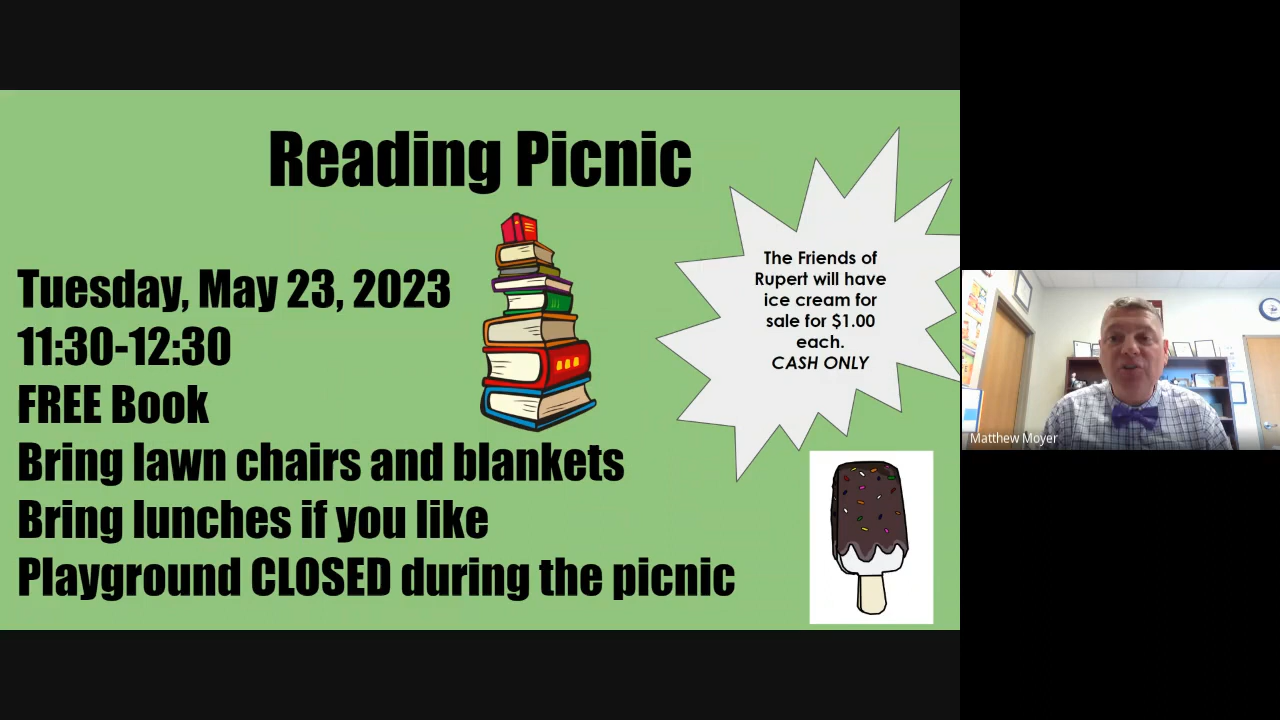 Reading Picnic
Tuesday, May 23, 2023
11:30-12:30
FREE Book
Bring lawn chairs and blankets
Bring lunches if you like
Playground CLOSED during the picnic
The Friends of
Rupert will have
ice cream for
sale for $1.00
each.
CASH ONLY
Matthew Moyer